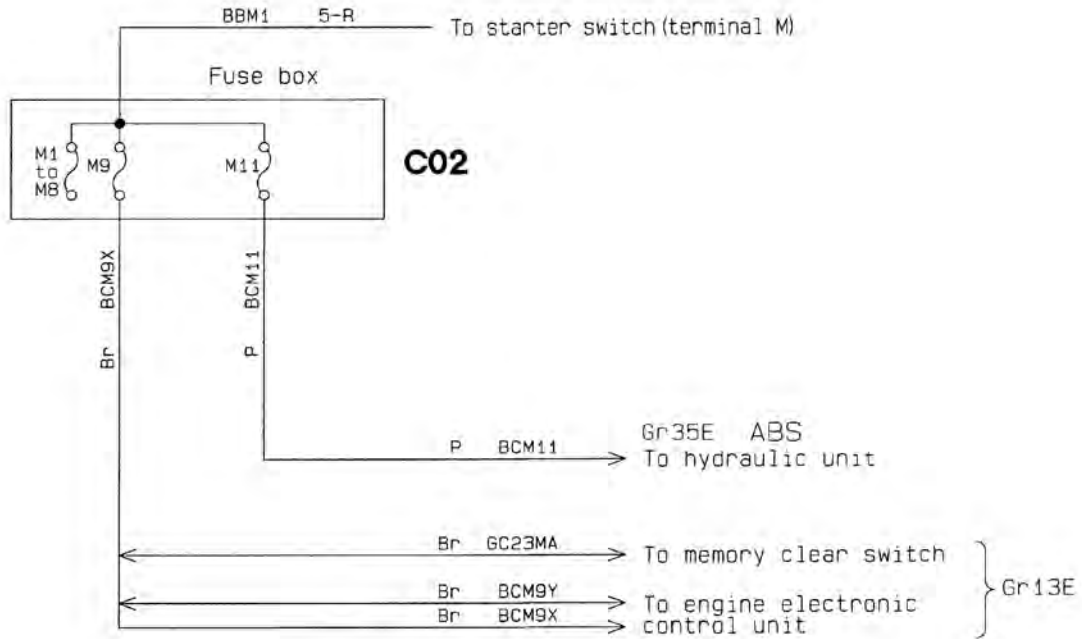 BBM1 5-R
To starter switch (terminal M)
Fuse box
M1
to
M8
M9
M11
C02
Br BCM9X
P BCM11
P BCM11
Gr35E ABS
To hydraulic unit
Br GC23MA
To memory clear switch
Br BCM9Y
Br BCM9X
To engine electronic
control unit
Gr13E